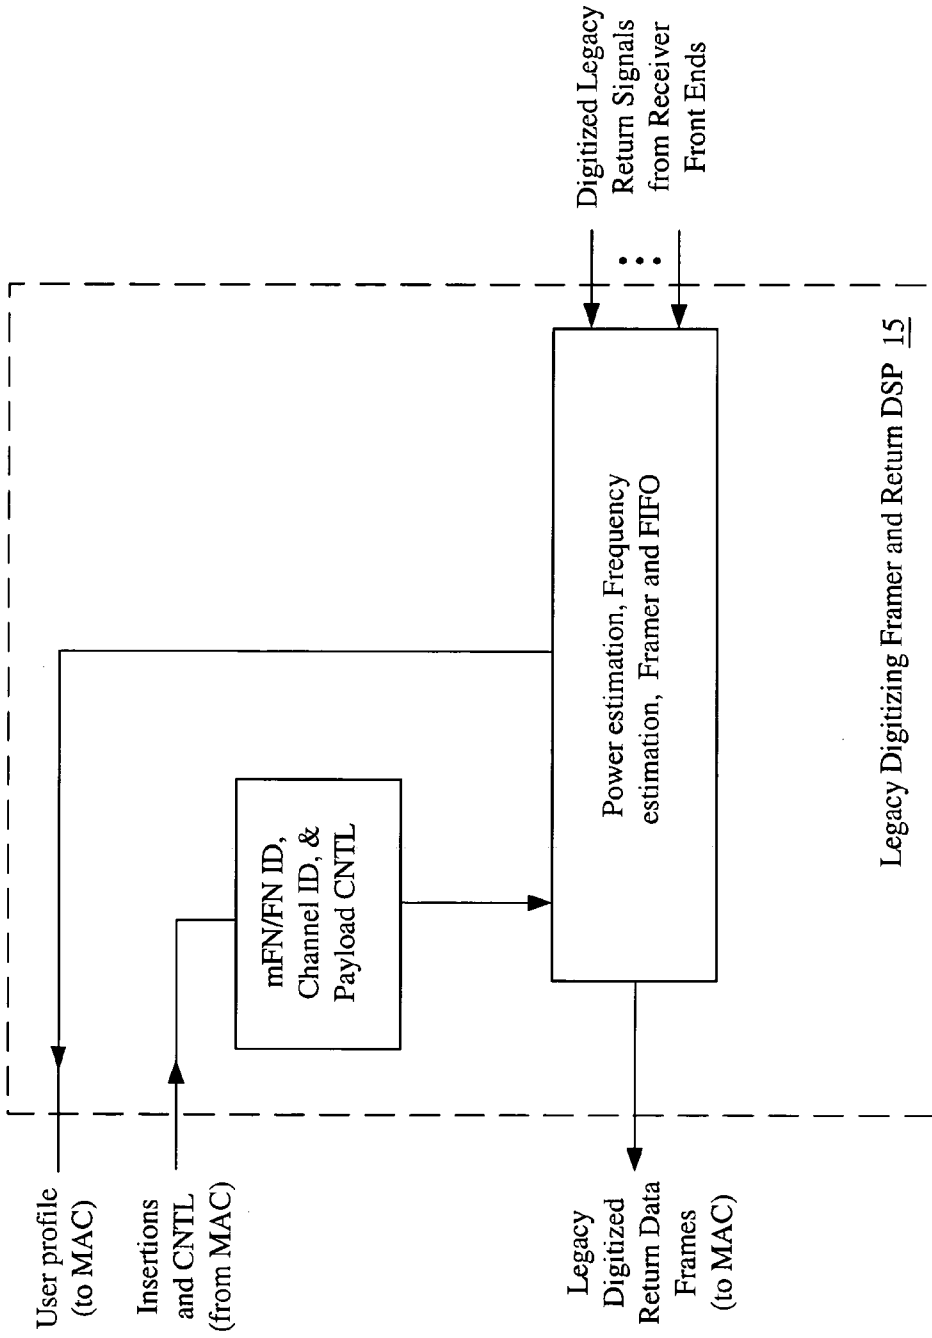 User profile
(to MAC)
Insertions
and CNTL
(from MAC)
Legacy
Digitized
Return Data
Frames
(to MAC)
mFN/FN ID,
Channel ID, &
Payload CNTL
Power estimation, Frequency
estimation, Framer and FIFO
Digitized Legacy
Return Signals
from Receiver
Front Ends
Legacy Digitizing Framer and Return DSP 15